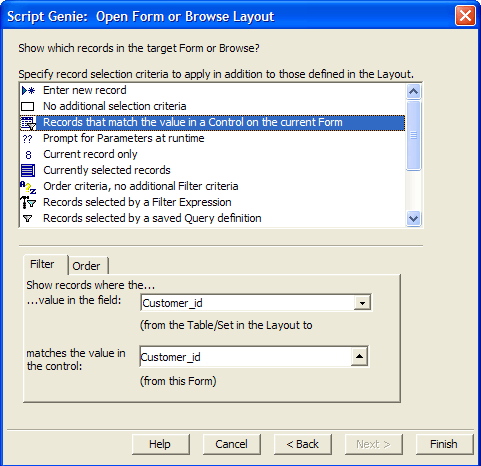 Script Genie:  Open Form or Browse Layout
Show which records in the target Form or Browse?
Specify record selection criteria to apply in addition to those defined in the Layout.
Enter new record
No additional selection criteria
Records that match the value in a Control on the current Form
?? Prompt for Parameters at runtime
8 Current record only
Currently selected records
Order criteria, no additional Filter criteria
Records selected by a Filter Expression
Records selected by a saved Query definition
Filter Order
Show records where the...
...value in the field: Customer_id
(from the Table/Set in the Layout to
matches the value in
the control: Customer_id
(from this Form)
Help Cancel < Back Next > Finish